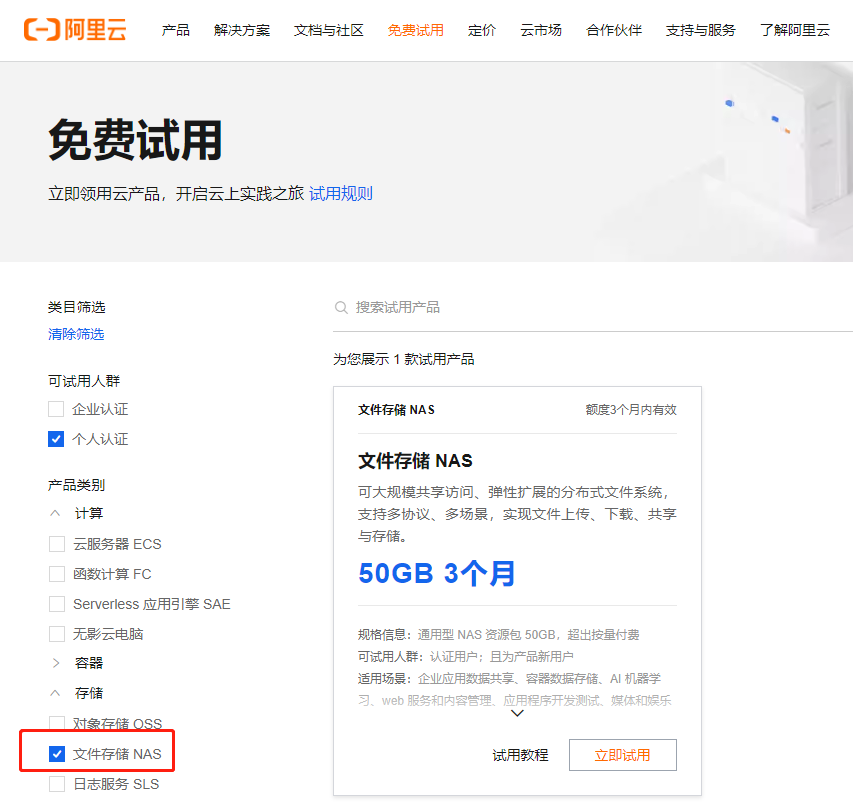 阿里云 产品 解决方案 文档与社区 免费试用 定价 云市场 合作伙伴 支持与服务 了解阿里云
免费试用
立即领用云产品，开启云上实践之旅 试用规则
类目筛选
清除筛选
可试用人群
企业认证
个人认证
产品类别
计算
云服务器 ECS
函数计算 FC
Serverless 应用引擎 SAE
无影云电脑
容器
存储
对象存储 OSS
文件存储 NAS
日志服务 SLS
搜索试用产品
为您展示 1 款试用产品
文件存储 NAS 额度3个月内有效
文件存储 NAS
可大规模共享访问、弹性扩展的分布式文件系统，
支持多协议、多场景，实现文件上传、下载、共享
与存储。
50GB 3个月
规格信息：通用型 NAS 资源包 50GB，超出按量付费
可试用人群：认证用户；且为产品新用户
适用场景：企业应用数据共享、容器数据存储、AI 机器学
习、web 服务和内容管理、应用程序开发测试、媒体和娱乐
试用教程 立即试用